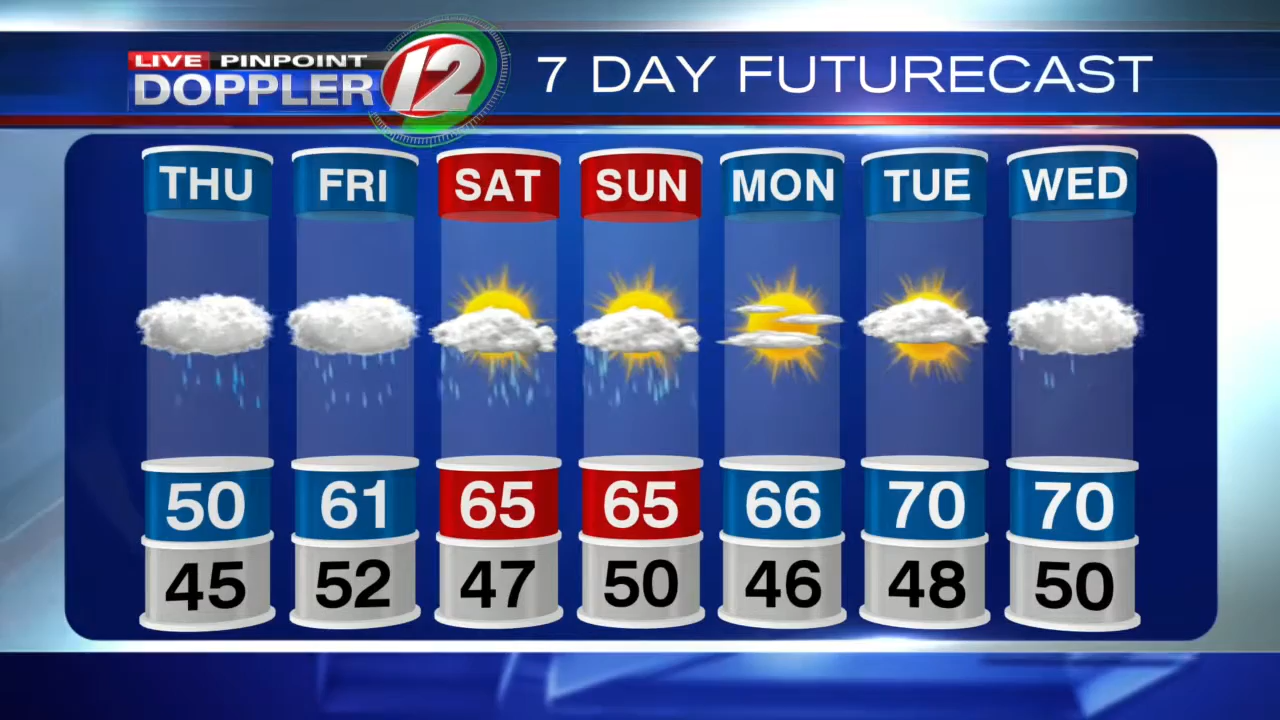 LIVE PINPOINT
DOPPLER 12
7 DAY FUTURECAST
THU FRI SAT SUN MON TUE WED
50 61 65 65 66 70 70
45 52 47 50 46 48 50